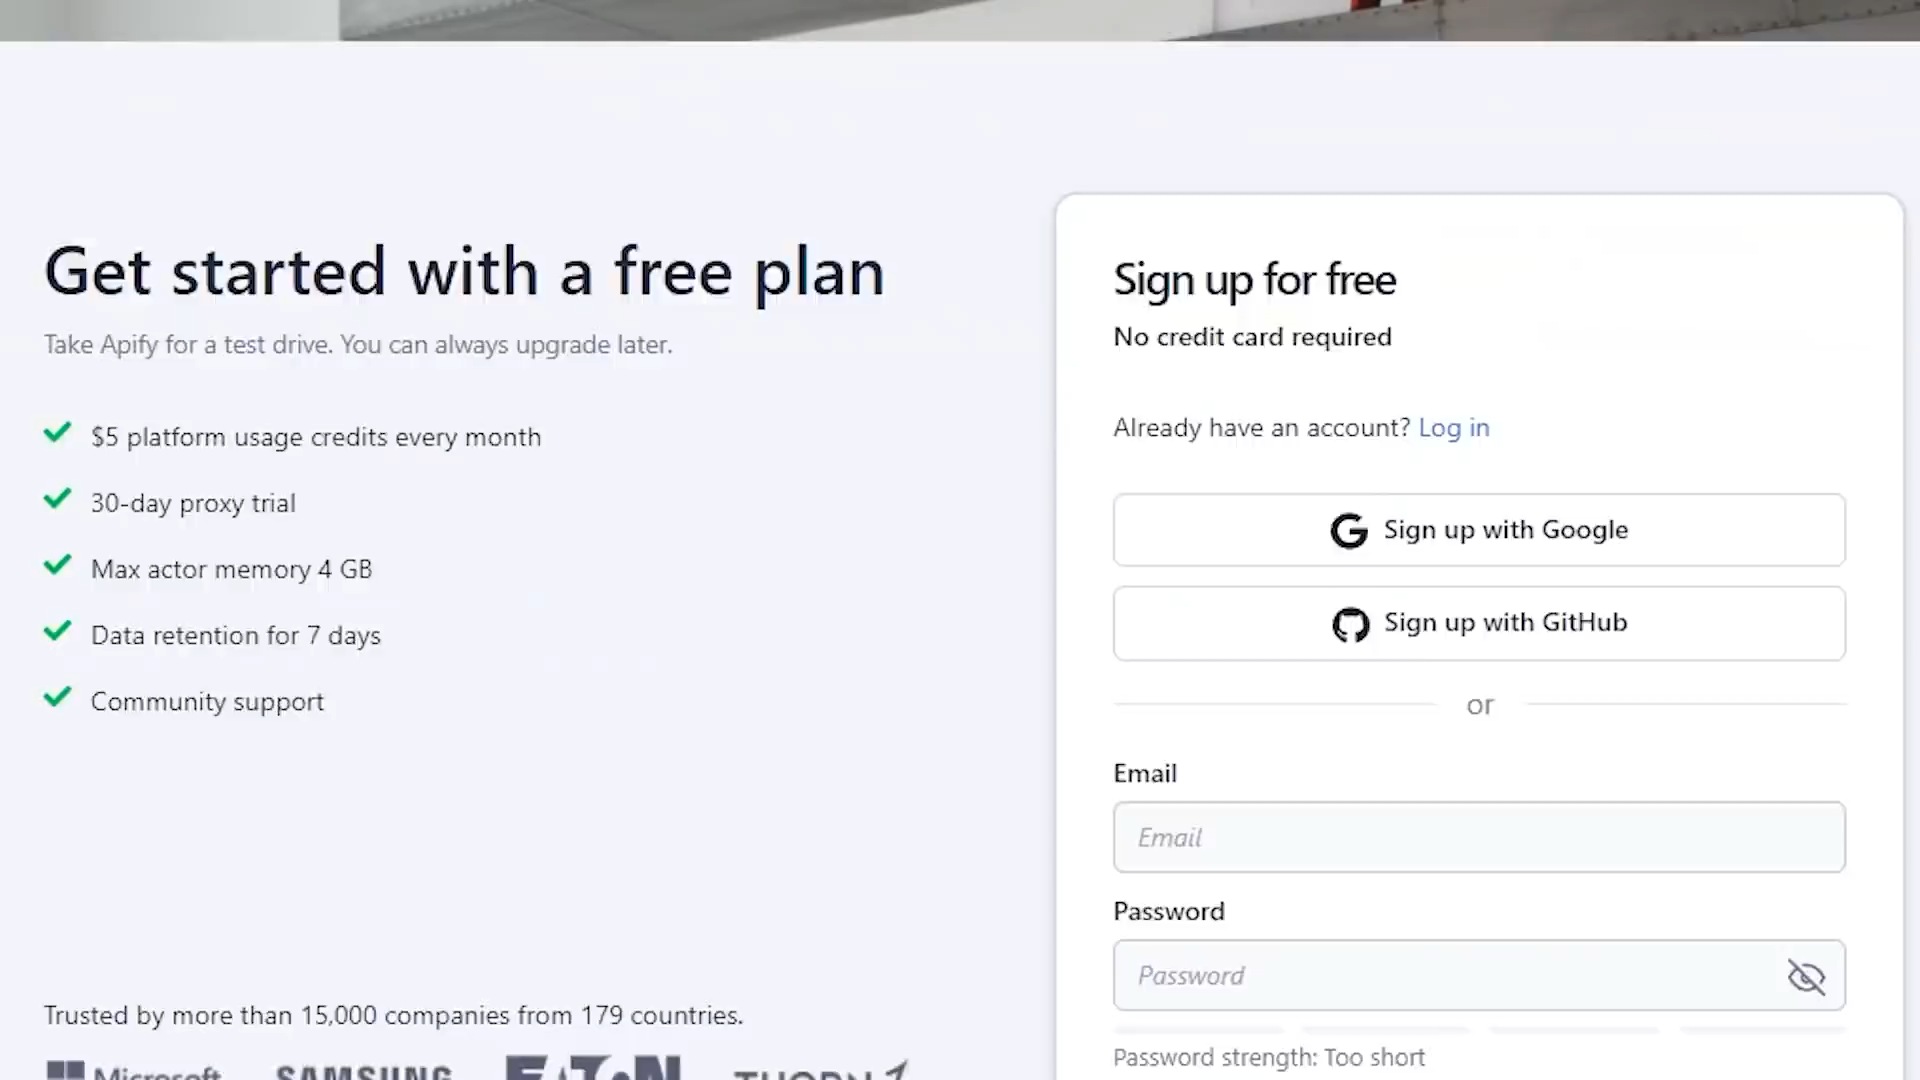 Get started with a free plan
Take Apify for a test drive. You can always upgrade later.
$5 platform usage credits every month
30-day proxy trial
Max actor memory 4 GB
Data retention for 7 days
Community support
Trusted by more than 15,000 companies from 179 countries.
Microsoft SAMSUNG EATON THORN
Sign up for free
No credit card required
Already have an account? Log in
Sign up with Google
Sign up with GitHub
or
Email
Email
Password
Password
Password strength: Too short